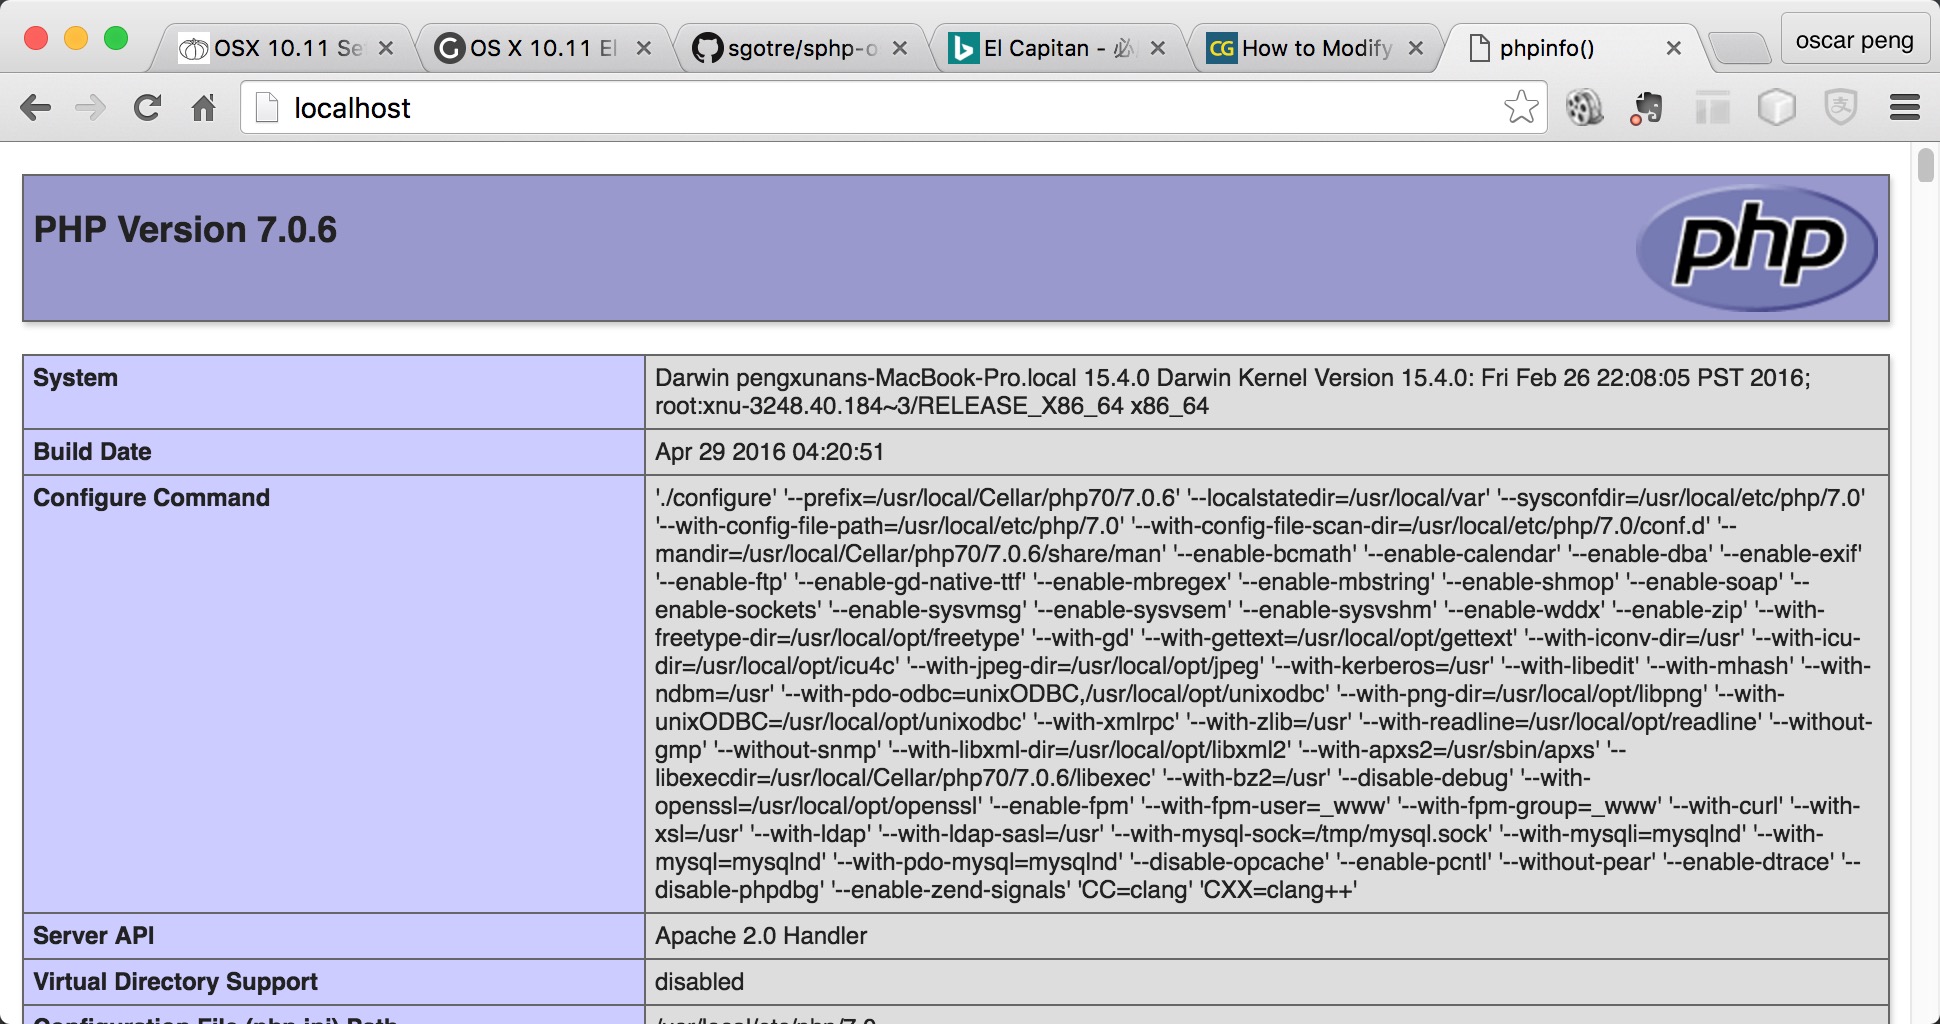 OSX 10.11 Se
OS X 10.11 El
sgotre/sphp-o
El Capitan - 必
How to Modify
phpinfo()
oscar peng
localhost
PHP Version 7.0.6
php
System
Darwin pengxunans-MacBook-Pro.local 15.4.0 Darwin Kernel Version 15.4.0: Fri Feb 26 22:08:05 PST 2016;
root:xnu-3248.40.184~3/RELEASE_X86_64 x86_64
Build Date
Apr 29 2016 04:20:51
Configure Command
'./configure' '--prefix=/usr/local/Cellar/php70/7.0.6' '--localstatedir=/usr/local/var' '--sysconfdir=/usr/local/etc/php/7.0'
'--with-config-file-path=/usr/local/etc/php/7.0' '--with-config-file-scan-dir=/usr/local/etc/php/7.0/conf.d' '--
mandir=/usr/local/Cellar/php70/7.0.6/share/man' '--enable-bcmath' '--enable-calendar' '--enable-dba' '--enable-exif'
'--enable-ftp' '--enable-gd-native-ttf' '--enable-mbregex' '--enable-mbstring' '--enable-shmop' '--enable-soap' '--
enable-sockets' '--enable-sysvmsg' '--enable-sysvsem' '--enable-sysvshm' '--enable-wddx' '--enable-zip' '--with-
freetype-dir=/usr/local/opt/freetype' '--with-gd' '--with-gettext=/usr/local/opt/gettext' '--with-iconv-dir=/usr' '--with-icu-
dir=/usr/local/opt/icu4c' '--with-jpeg-dir=/usr/local/opt/jpeg' '--with-kerberos=/usr' '--with-libedit' '--with-mhash' '--with-
ndbm=/usr' '--with-pdo-odbc=unixODBC,/usr/local/opt/unixodbc' '--with-png-dir=/usr/local/opt/libpng' '--with-
unixODBC=/usr/local/opt/unixodbc' '--with-xmlrpc' '--with-zlib=/usr' '--with-readline=/usr/local/opt/readline' '--without-
gmp' '--without-snmp' '--with-libxml-dir=/usr/local/opt/libxml2' '--with-apxs2=/usr/sbin/apxs' '--
libexecdir=/usr/local/Cellar/php70/7.0.6/libexec' '--with-bz2=/usr' '--disable-debug' '--with-
openssl=/usr/local/opt/openssl' '--enable-fpm' '--with-fpm-user=_www' '--with-fpm-group=_www' '--with-curl' '--with-
xsl=/usr' '--with-ldap' '--with-ldap-sasl=/usr' '--with-mysql-sock=/tmp/mysql.sock' '--with-mysqli=mysqlnd' '--with-
mysql=mysqlnd' '--with-pdo-mysql=mysqlnd' '--disable-opcache' '--enable-pcntl' '--without-pear' '--enable-dtrace' '--
disable-phpdbg' '--enable-zend-signals' 'CC=clang' 'CXX=clang++'
Server API
Apache 2.0 Handler
Virtual Directory Support
disabled
Configuration File (php.ini) Path
/usr/local/etc/php/7.0